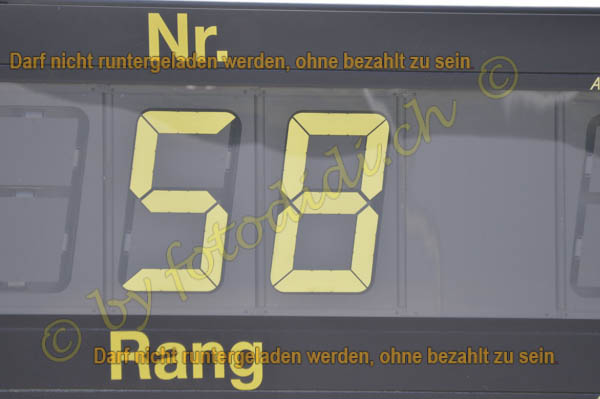 Nr.
Darf nicht runtergeladen werden, ohne bezahlt zu sein
A
58
© by fotodidi.ch ©
Darf nicht runtergeladen werden, ohne bezahlt zu sein
Rang